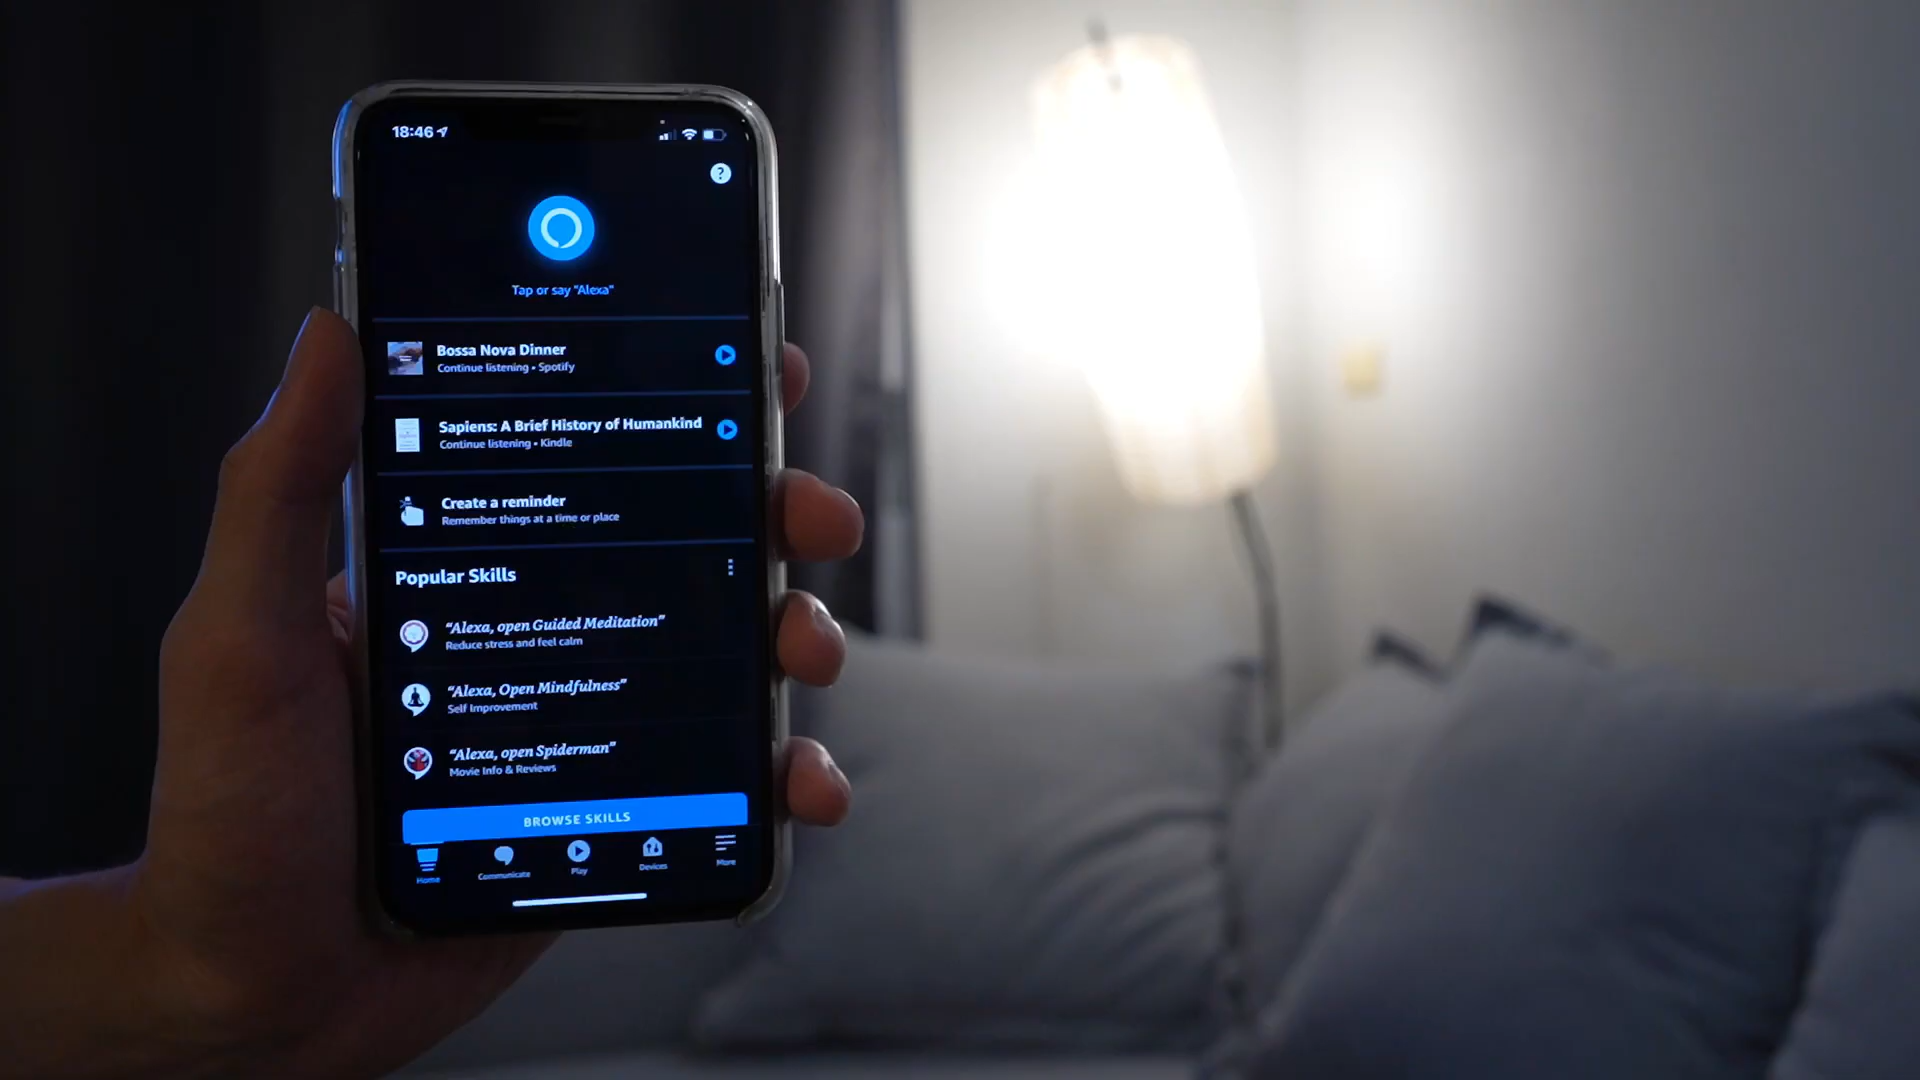 18:46
?
Tap or say "Alexa"
Bossa Nova Dinner
Continue listening • Spotify
Sapiens: A Brief History of Humankind
Continue listening • Kindle
Create a reminder
Remember things at a time or place
Popular Skills
“Alexa, open Guided Meditation”
Reduce stress and feel calm
“Alexa, Open Mindfulness”
Self Improvement
“Alexa, open Spiderman”
Movie Info & Reviews
BROWSE SKILLS
Home Communicate Play Devices More